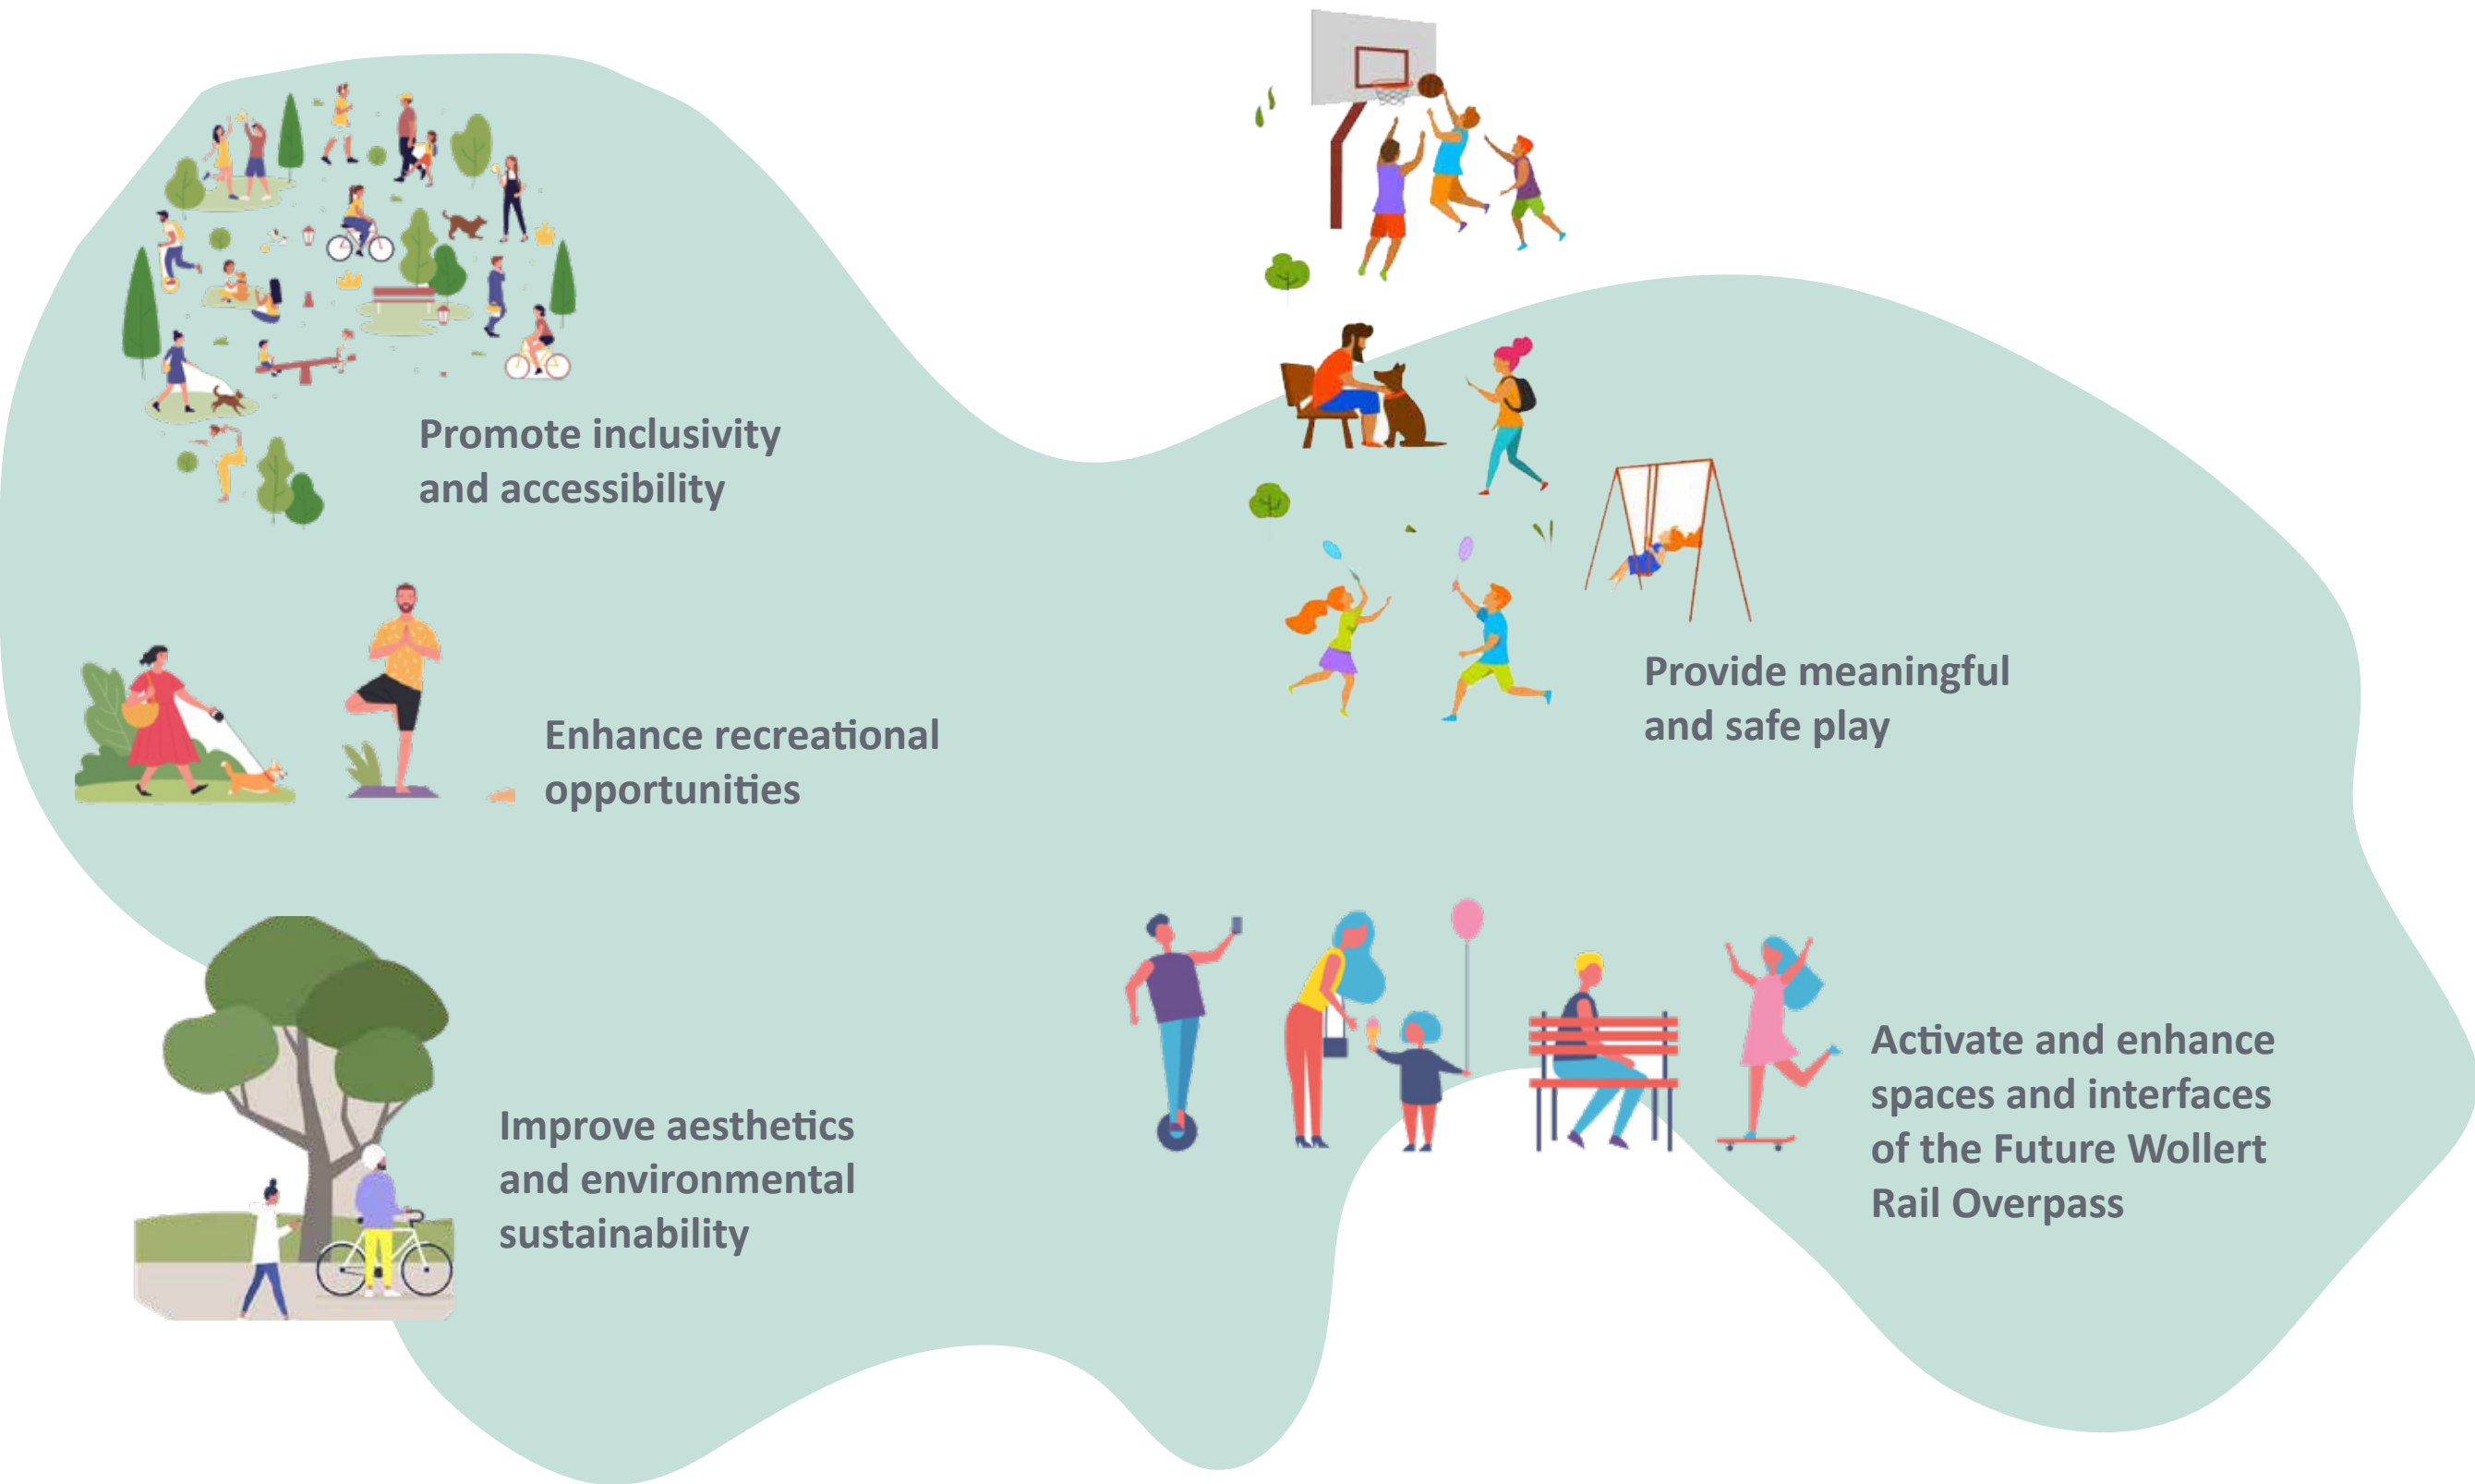 Promote inclusivity
and accessibility
Enhance recreational
opportunities
Improve aesthetics
and environmental
sustainability
Provide meaningful
and safe play
Activate and enhance
spaces and interfaces
of the Future Wollert
Rail Overpass